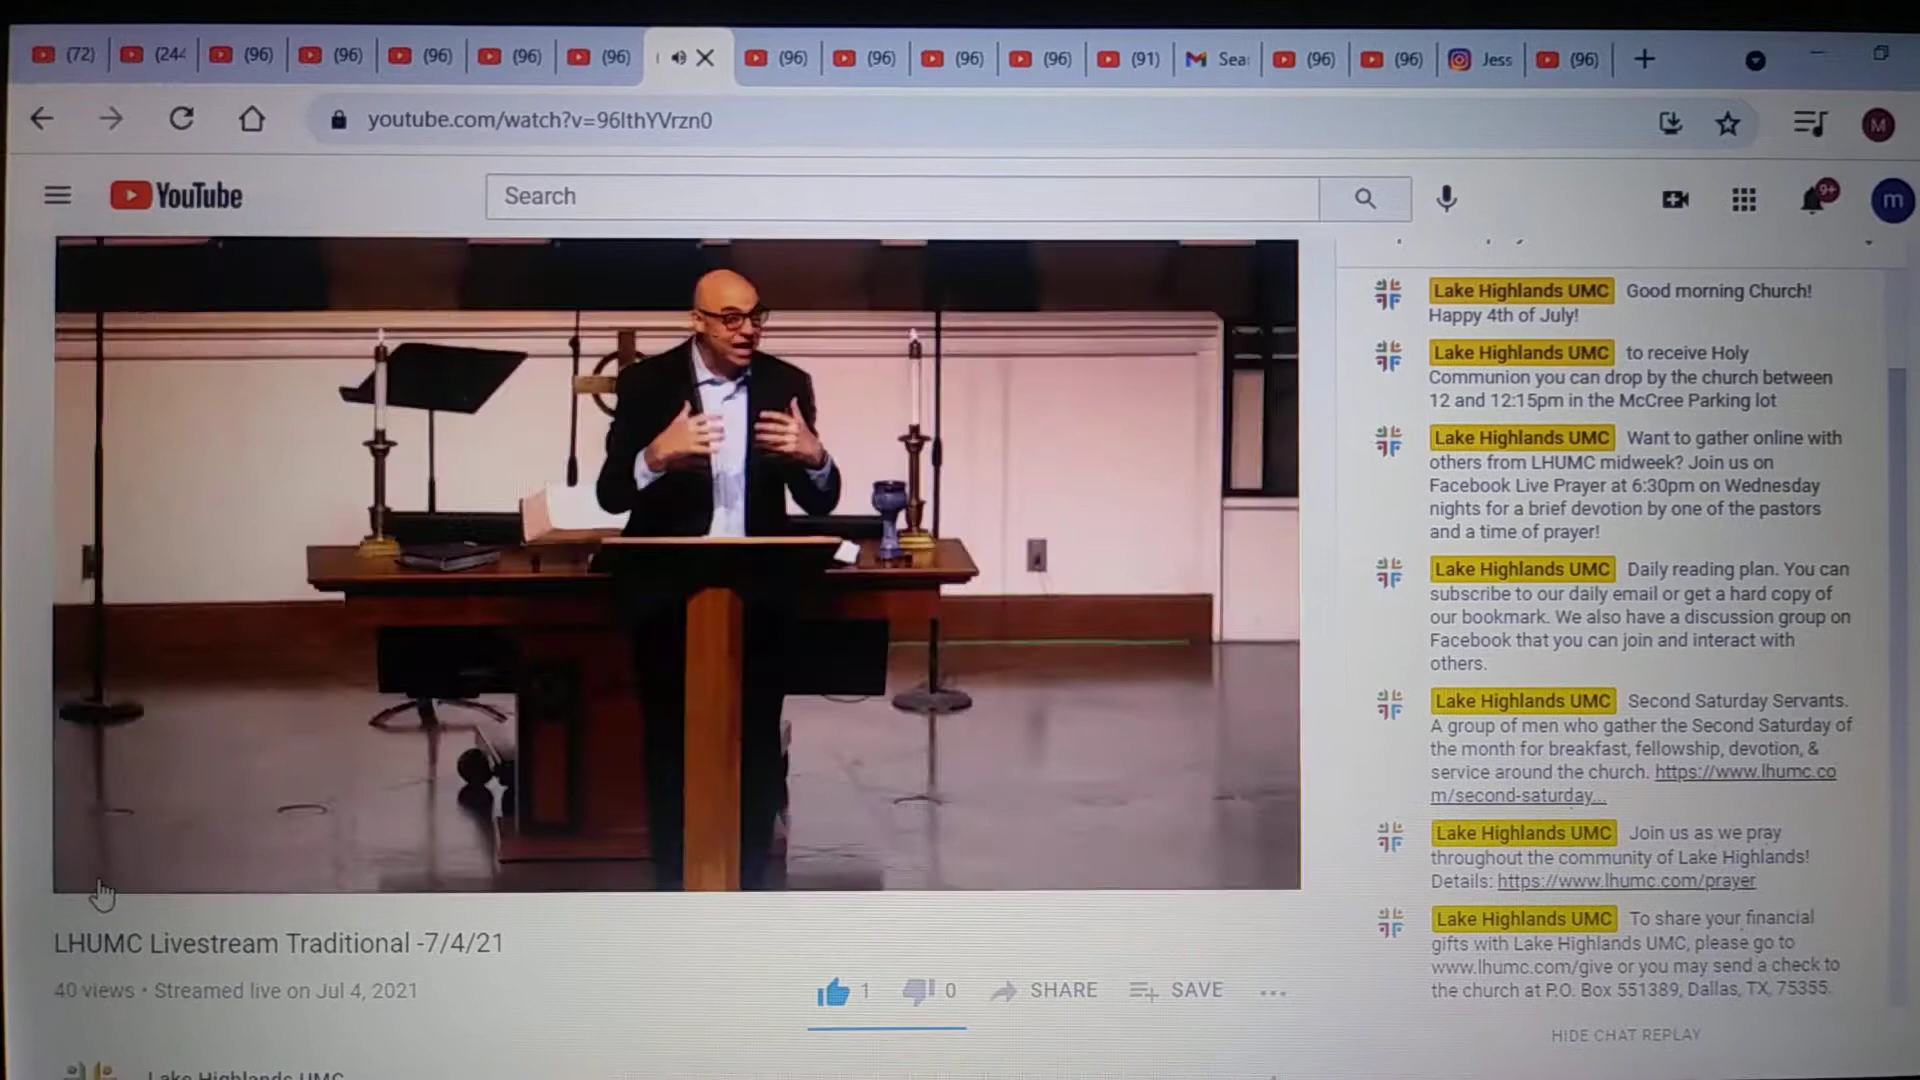 (72) (244 (96) (96) (96) (96) (96) (96) (96) (96) (96) (91) Sea (96) (96) Jess (96)
youtube.com/watch?v=96lthYVrzn0
M
YouTube
Search
9+
m
Lake Highlands UMC Good morning Church!
Happy 4th of July!
Lake Highlands UMC to receive Holy
Communion you can drop by the church between
12 and 12:15pm in the McCree Parking lot
Lake Highlands UMC Want to gather online with
others from LHUMC midweek? Join us on
Facebook Live Prayer at 6:30pm on Wednesday
nights for a brief devotion by one of the pastors
and a time of prayer!
Lake Highlands UMC Daily reading plan. You can
subscribe to our daily email or get a hard copy of
our bookmark. We also have a discussion group on
Facebook that you can join and interact with
others.
Lake Highlands UMC Second Saturday Servants.
A group of men who gather the Second Saturday of
the month for breakfast, fellowship, devotion, &
service around the church. https://www.lhumc.co
m/second-saturday...
Lake Highlands UMC Join us as we pray
throughout the community of Lake Highlands!
Details: https://www.lhumc.com/prayer
Lake Highlands UMC To share your financial
gifts with Lake Highlands UMC, please go to
www.lhumc.com/give or you may send a check to
the church at P.O. Box 551389, Dallas, TX, 75355.
HIDE CHAT REPLAY
LHUMC Livestream Traditional -7/4/21
40 views • Streamed live on Jul 4, 2021
1 0 SHARE SAVE
Lake Highlands UMC